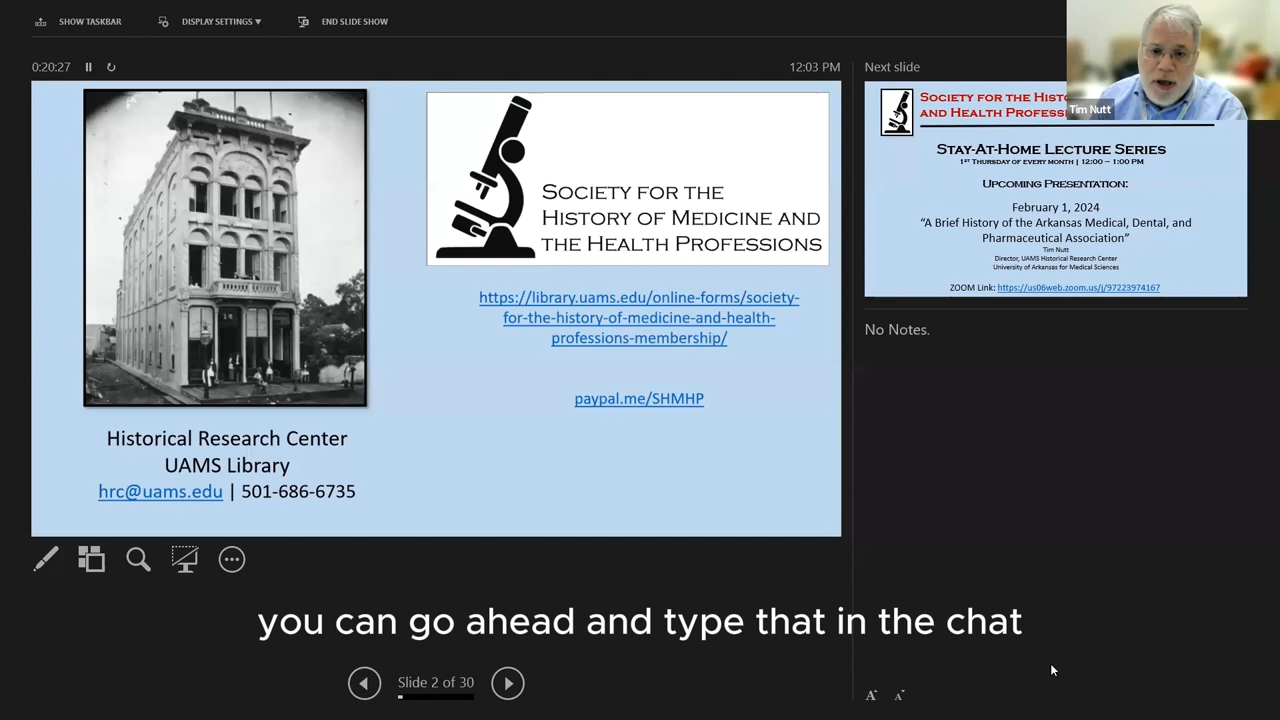 SHOW TASKBAR
DISPLAY SETTINGS
END SLIDE SHOW
0:20:27
12:03 PM
SOCIETY FOR THE
HISTORY OF MEDICINE AND
THE HEALTH PROFESSIONS
https://library.uams.edu/online-forms/society-
for-the-history-of-medicine-and-health-
professions-membership/
paypal.me/SHMHP
Historical Research Center
UAMS Library
hrc@uams.edu | 501-686-6735
Next slide
Tim Nutt
SOCIETY FOR THE
AND HEALTH
STAY-AT-HOME LECTURE SERIES
1ST THURSDAY OF EVERY MONTH | 12:00 – 1:00 PM
UPCOMING PRESENTATION:
February 1, 2024
“A Brief History of the Arkansas Medical, Dental, and
Pharmaceutical Association”
Tim Nutt
Director, UAMS Historical Research Center
University of Arkansas for Medical Sciences
ZOOM Link: https://us06web.zoom.us/j/97223974167
No Notes.
you can go ahead and type that in the chat
Slide 2 of 30
A A